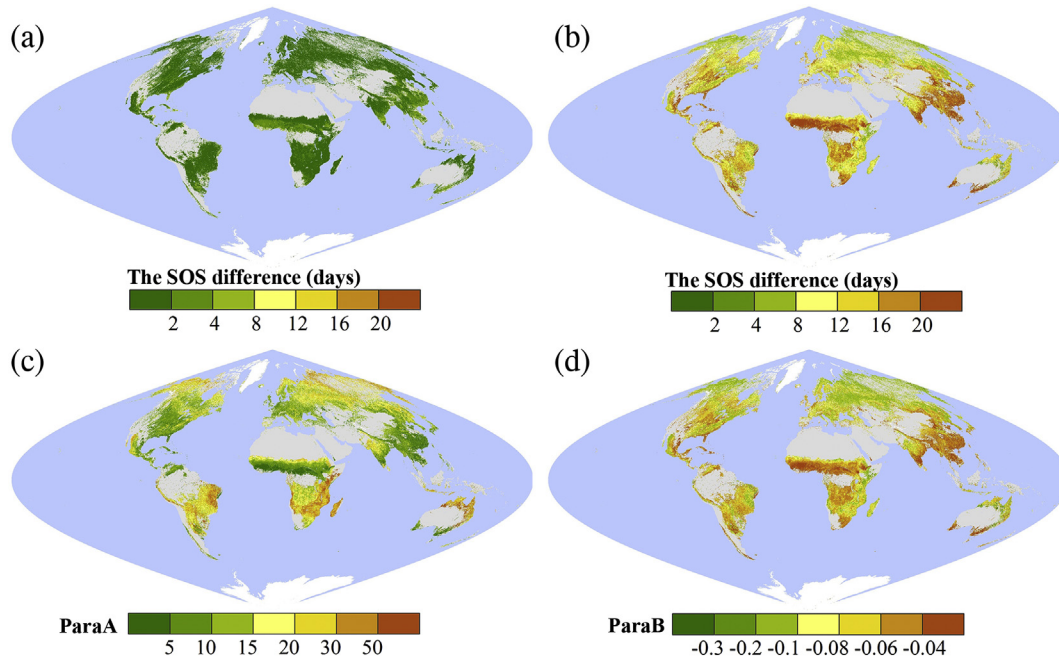 (a)
(b)
The SOS difference (days)
2 4 8 12 16 20
The SOS difference (days)
2 4 8 12 16 20
(c)
(d)
ParaA
5 10 15 20 30 50
ParaB
-0.3 -0.2 -0.1 -0.08 -0.06 -0.04